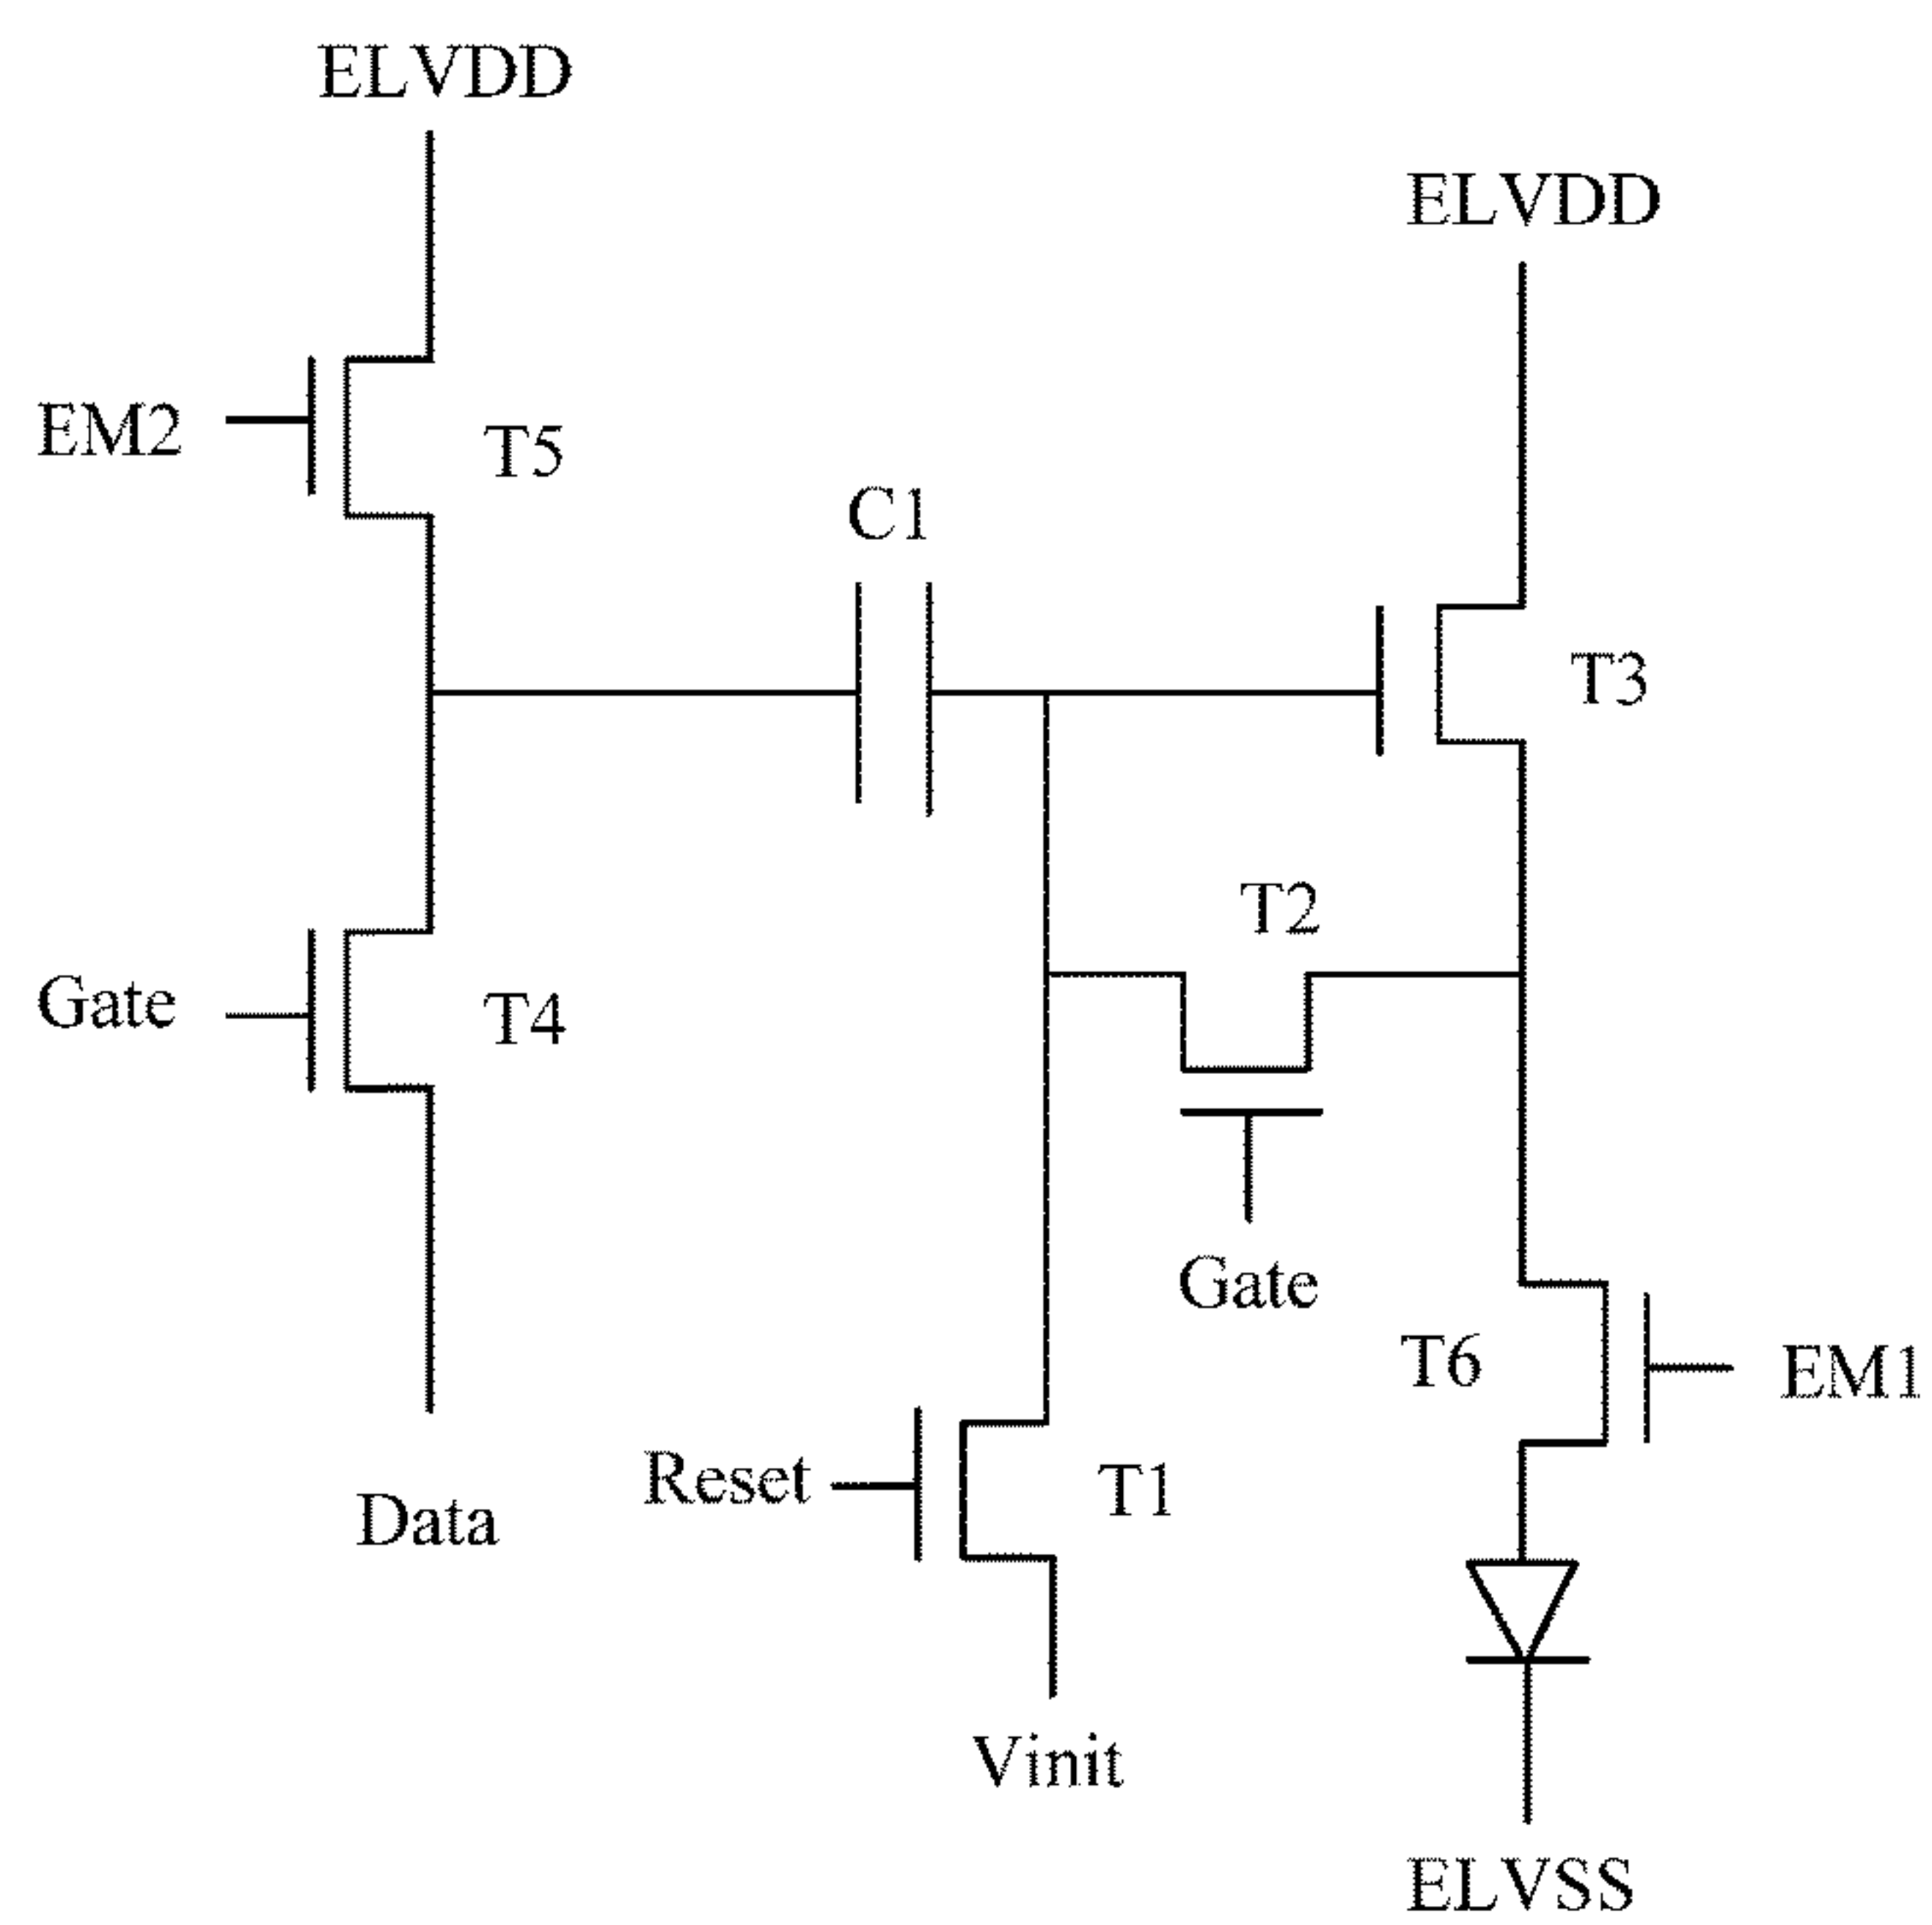 ELVDD
ELVDD
EM2
T5
C1
T3
T2
Gate
T4
Gate
T6
EM1
Reset
T1
Data
Vinit
ELVSS